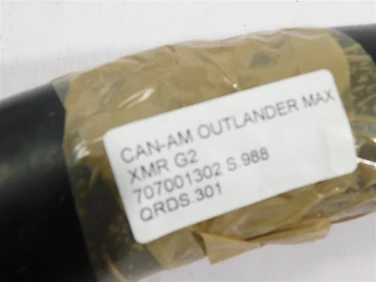 CAN-AM OUTLANDER MAX
XMR G2
707001302 S 988
QRDS.301